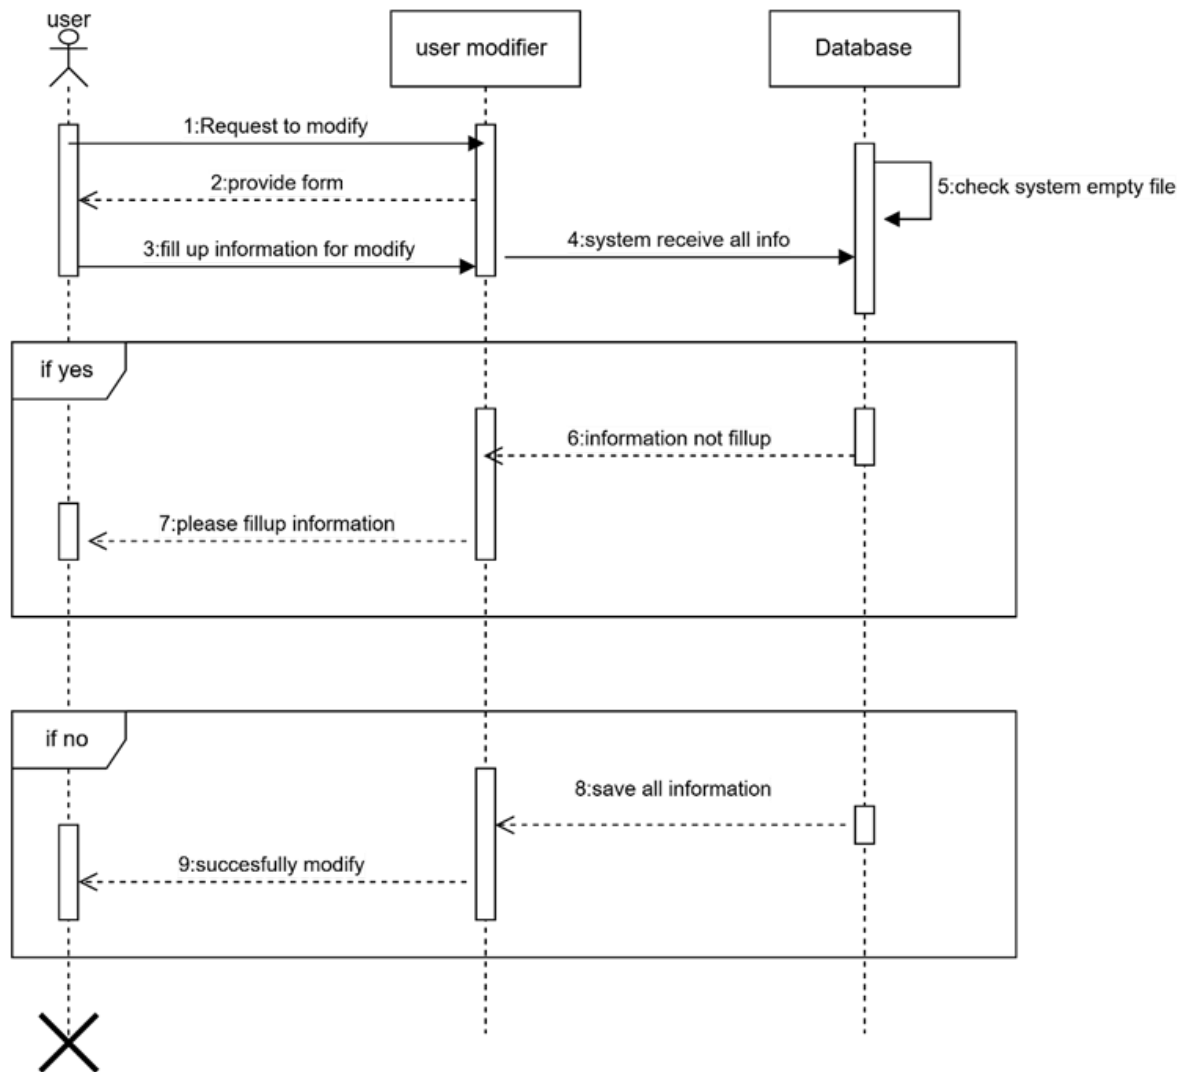 user
user modifier
Database
1:Request to modify
2:provide form
5:check system empty file
3:fill up information for modify
4:system receive all info
if yes
6:information not fillup
7:please fillup information
if no
8:save all information
9:succesfully modify